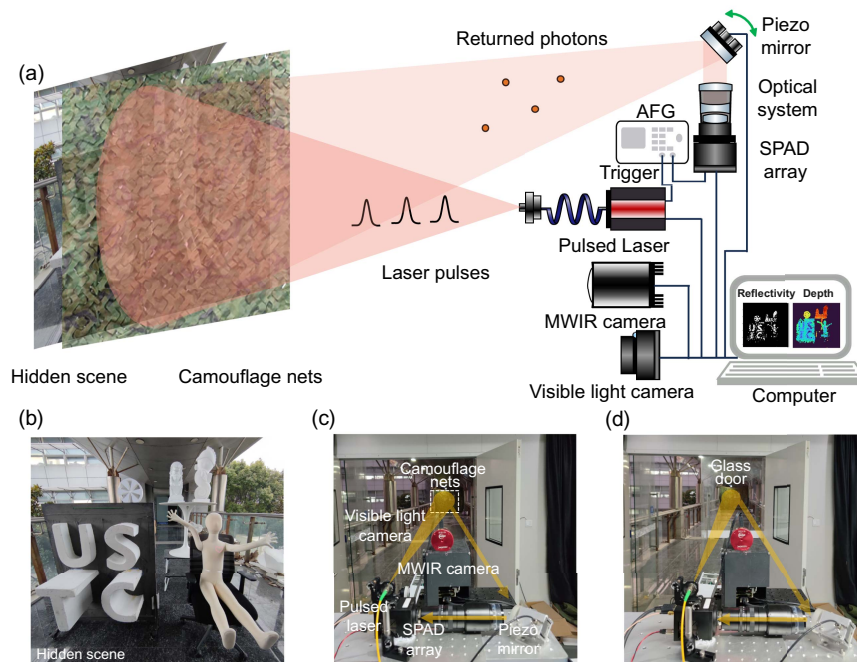 (a)
Returned photons
Piezo
mirror
Optical
system
AFG
SPAD
array
Trigger
Pulsed Laser
Laser pulses
MWIR camera
Reflectivity Depth
Visible light camera
Computer
Hidden scene
Camouflage nets
(b)
US
TC
Hidden scene
(c)
Camouflage
nets
Visible light
camera
MWIR camera
Pulsed
laser
SPAD
array
Piezo
mirror
(d)
Glass
door